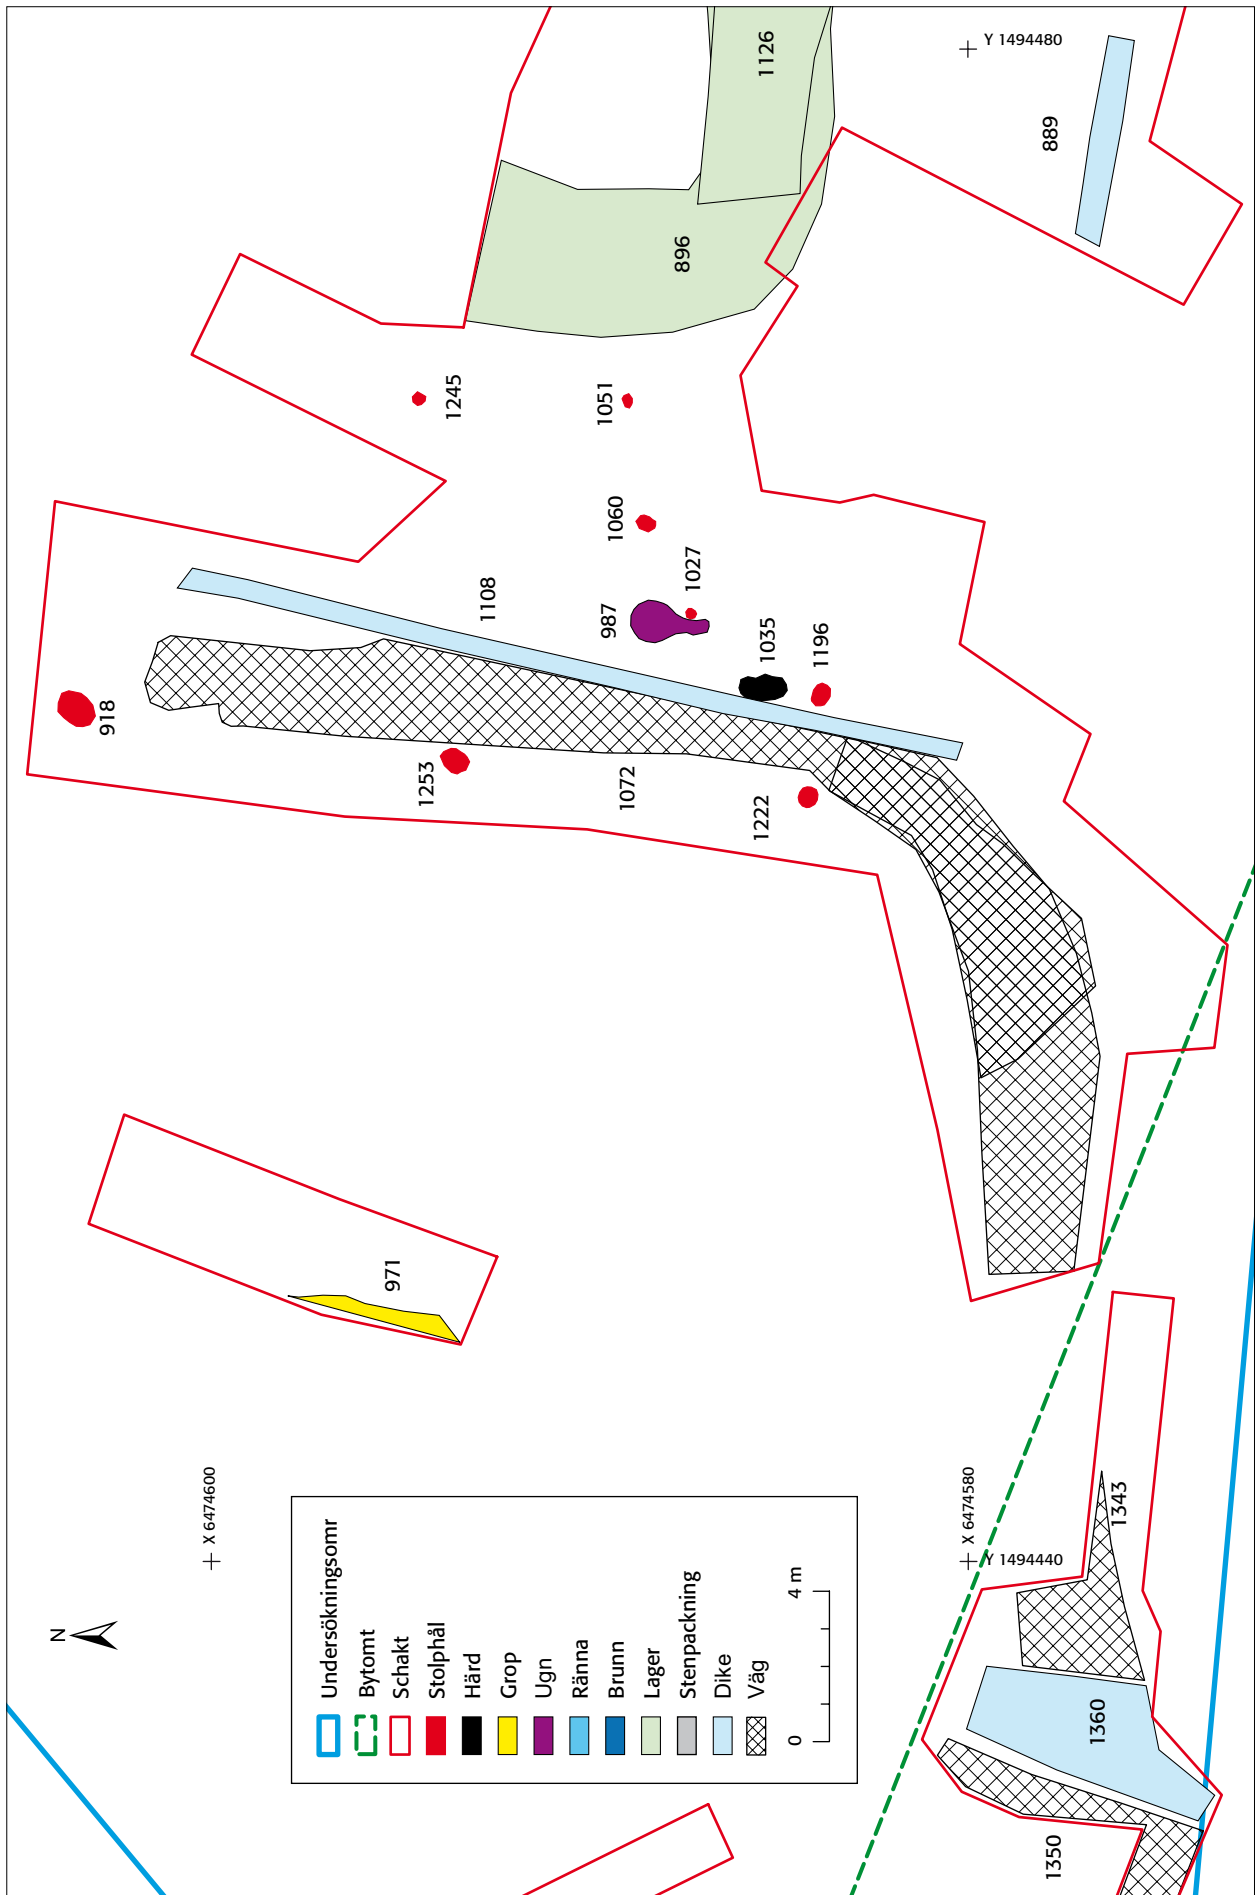 N
X 6474600
X 6474580
Y 1494440
Y 1494480
918
1253
1072
1222
1108
987
1027
1035
1196
1060
1051
1245
896
1126
889
971
1343
1360
1350
Undersökningsomr
Bytomt
Schakt
Stolphål
Härd
Grop
Ugn
Ränna
Brunn
Lager
Stenpackning
Dike
Väg
0 4 m